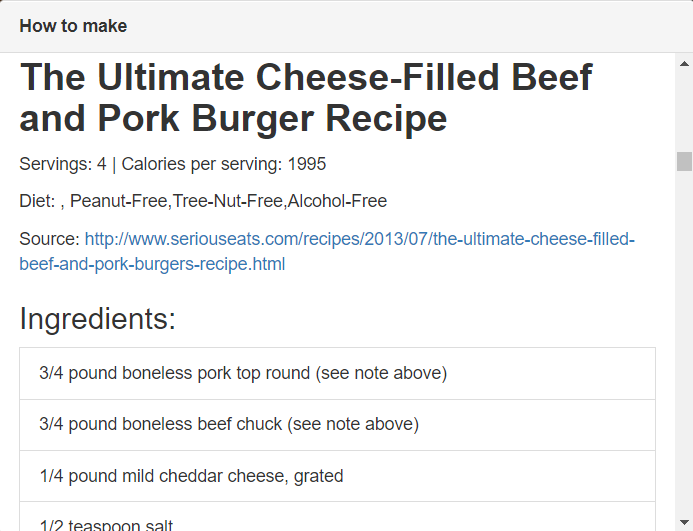 How to make
The Ultimate Cheese-Filled Beef
and Pork Burger Recipe
Servings: 4 | Calories per serving: 1995
Diet: , Peanut-Free,Tree-Nut-Free,Alcohol-Free
Source: http://www.seriouseats.com/recipes/2013/07/the-ultimate-cheese-filled-
beef-and-pork-burgers-recipe.html
Ingredients:
3/4 pound boneless pork top round (see note above)
3/4 pound boneless beef chuck (see note above)
1/4 pound mild cheddar cheese, grated
1/2 teaspoon salt